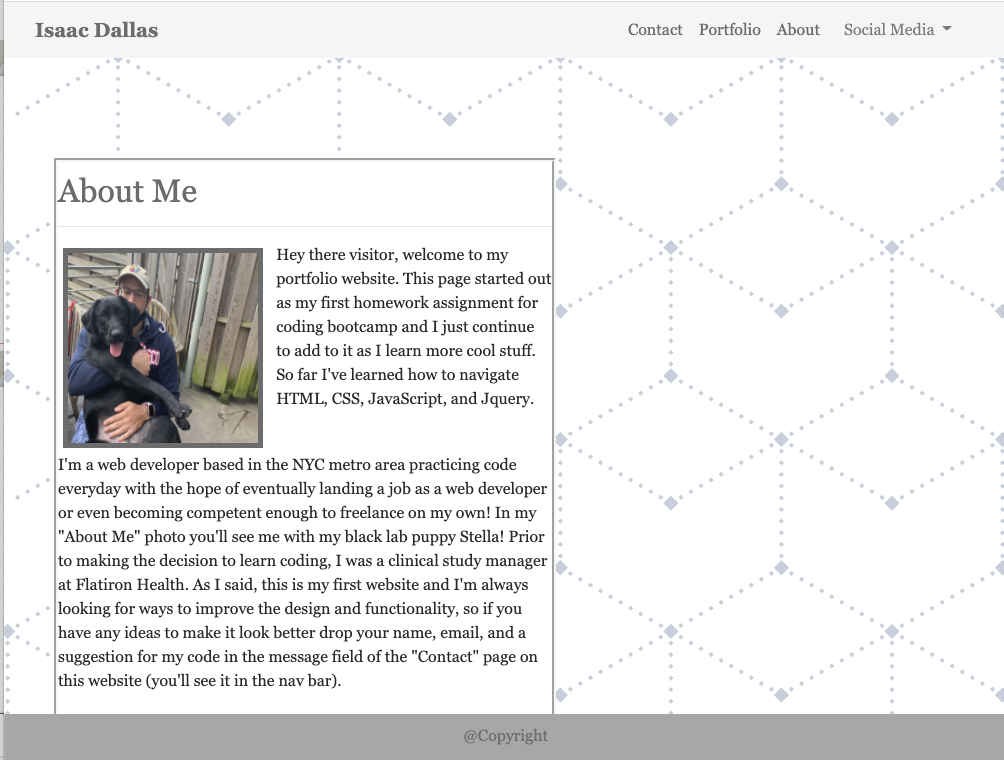 Isaac Dallas
Contact Portfolio About Social Media
About Me
Hey there visitor, welcome to my
portfolio website. This page started out
as my first homework assignment for
coding bootcamp and I just continue
to add to it as I learn more cool stuff.
So far I've learned how to navigate
HTML, CSS, JavaScript, and Jquery.
I'm a web developer based in the NYC metro area practicing code
everyday with the hope of eventually landing a job as a web developer
or even becoming competent enough to freelance on my own! In my
"About Me" photo you'll see me with my black lab puppy Stella! Prior
to making the decision to learn coding, I was a clinical study manager
at Flatiron Health. As I said, this is my first website and I'm always
looking for ways to improve the design and functionality, so if you
have any ideas to make it look better drop your name, email, and a
suggestion for my code in the message field of the "Contact" page on
this website (you'll see it in the nav bar).
@Copyright